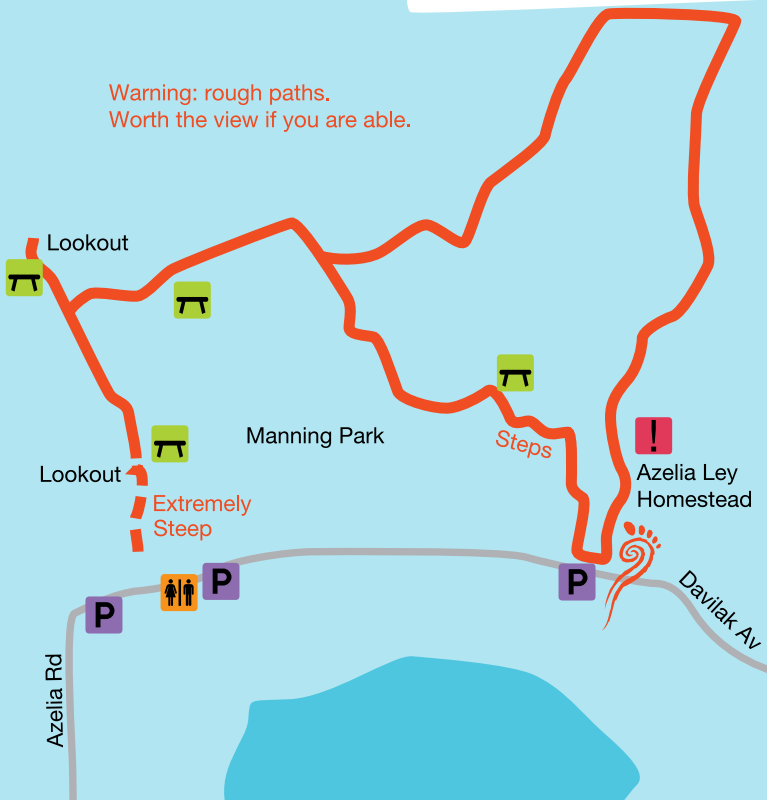 Warning: rough paths.
Worth the view if you are able.
Lookout
Manning Park
Steps
!
Azelia Ley
Homestead
Lookout
Extremely
Steep
P
P
P
Davilak Av
Azelia Rd